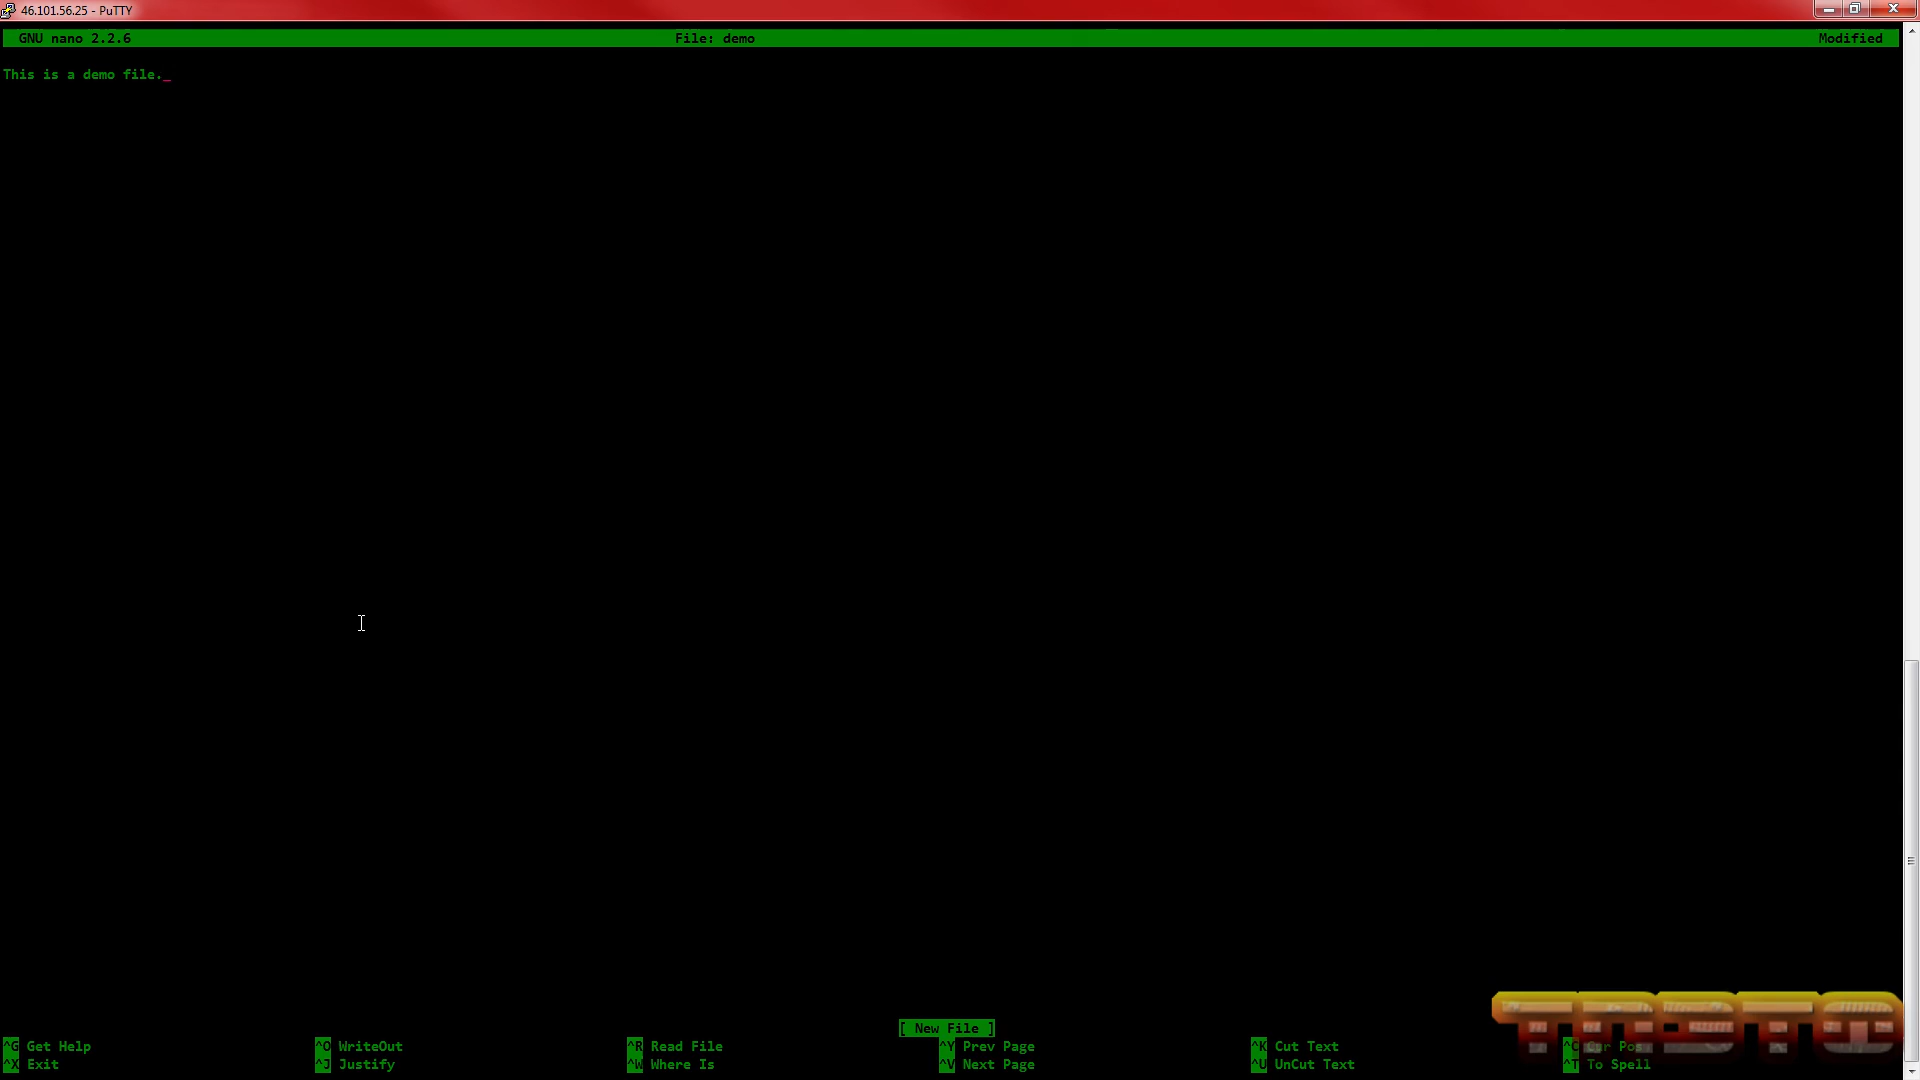 46.101.56.25 - PuTTY
GNU nano 2.2.6 File: demo Modified
This is a demo file._
[ New File ]
^G Get Help ^O WriteOut ^R Read File ^Y Prev Page ^K Cut Text ^C Cur Pos
^X Exit ^J Justify ^W Where Is ^V Next Page ^U UnCut Text ^T To Spell